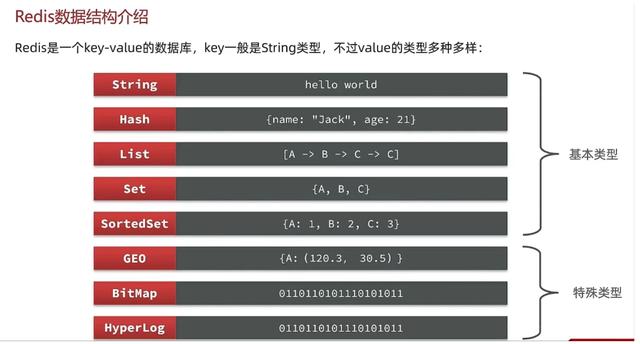 Redis数据结构介绍
Redis是一个key-value的数据库，key一般是String类型，不过value的类型多种多样：
String hello world
Hash {name: "Jack", age: 21}
List [A -> B -> C -> C]
Set {A, B, C}
SortedSet {A: 1, B: 2, C: 3}
基本类型
GEO {A:（120.3， 30.5）}
BitMap 0110110101110101011
HyperLog 0110110101110101011
特殊类型